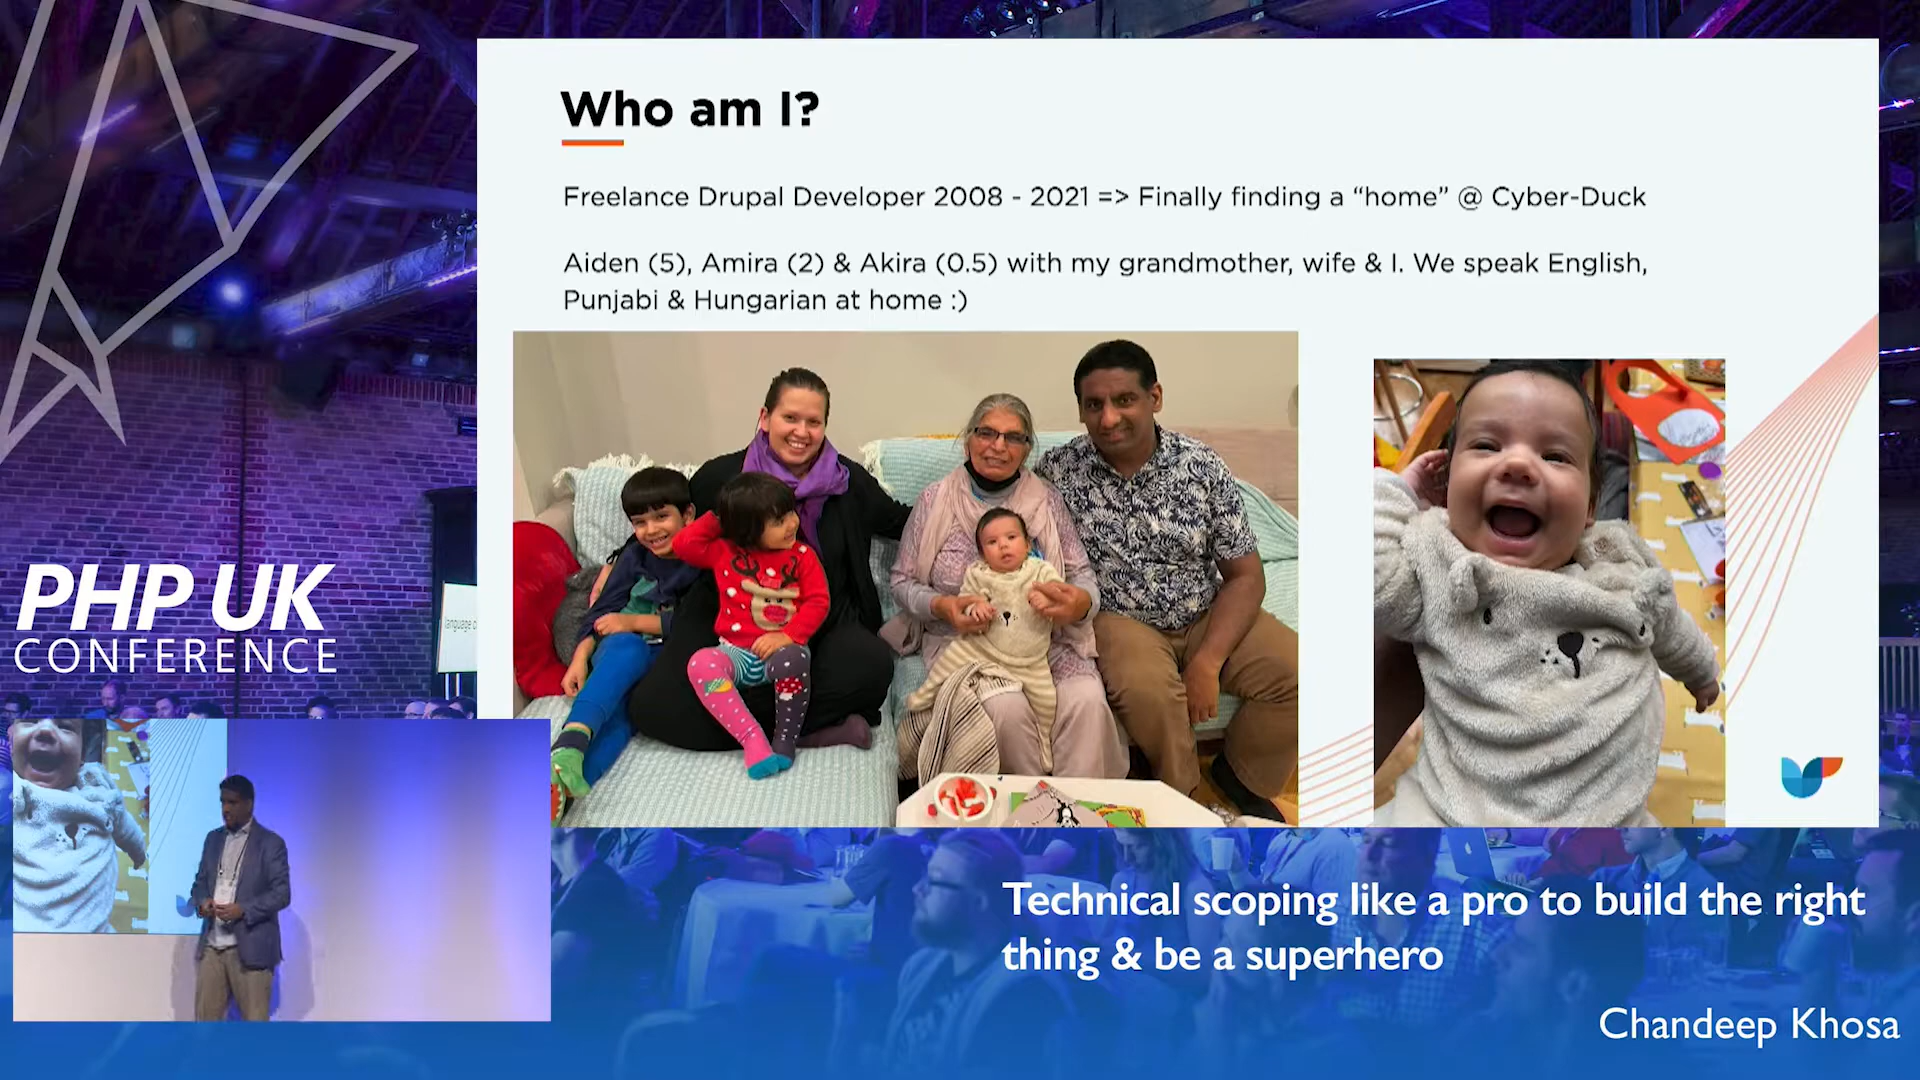 Who am I?
Freelance Drupal Developer 2008 - 2021 => Finally finding a “home” @ Cyber-Duck
Aiden (5), Amira (2) & Akira (0.5) with my grandmother, wife & I. We speak English,
Punjabi & Hungarian at home :)
PHP UK
CONFERENCE
language o
Technical scoping like a pro to build the right
thing & be a superhero
Chandeep Khosa